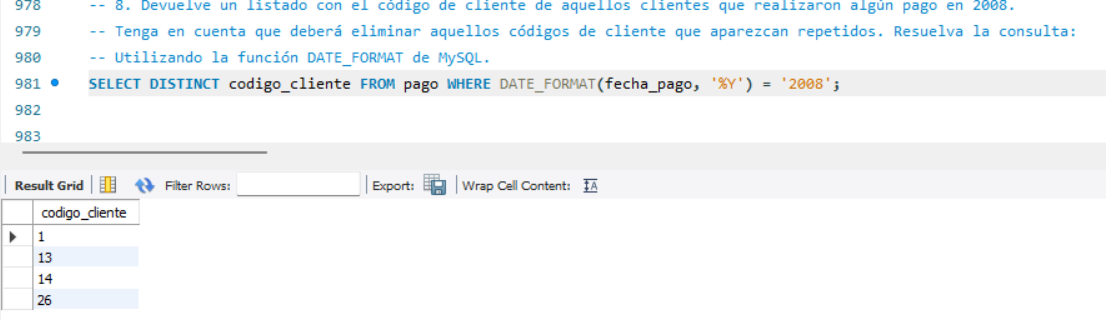 978 -- 8. Devuelve un listado con el código de cliente de aquellos clientes que realizaron algún pago en 2008.
979 -- Tenga en cuenta que deberá eliminar aquellos códigos de cliente que aparezcan repetidos. Resuelva la consulta:
980 -- Utilizando la función DATE_FORMAT de MySQL.
981 SELECT DISTINCT codigo_cliente FROM pago WHERE DATE_FORMAT(fecha_pago, '%Y') = '2008';
982
983
Result Grid Filter Rows: Export: Wrap Cell Content:
codigo_cliente
1
13
14
26